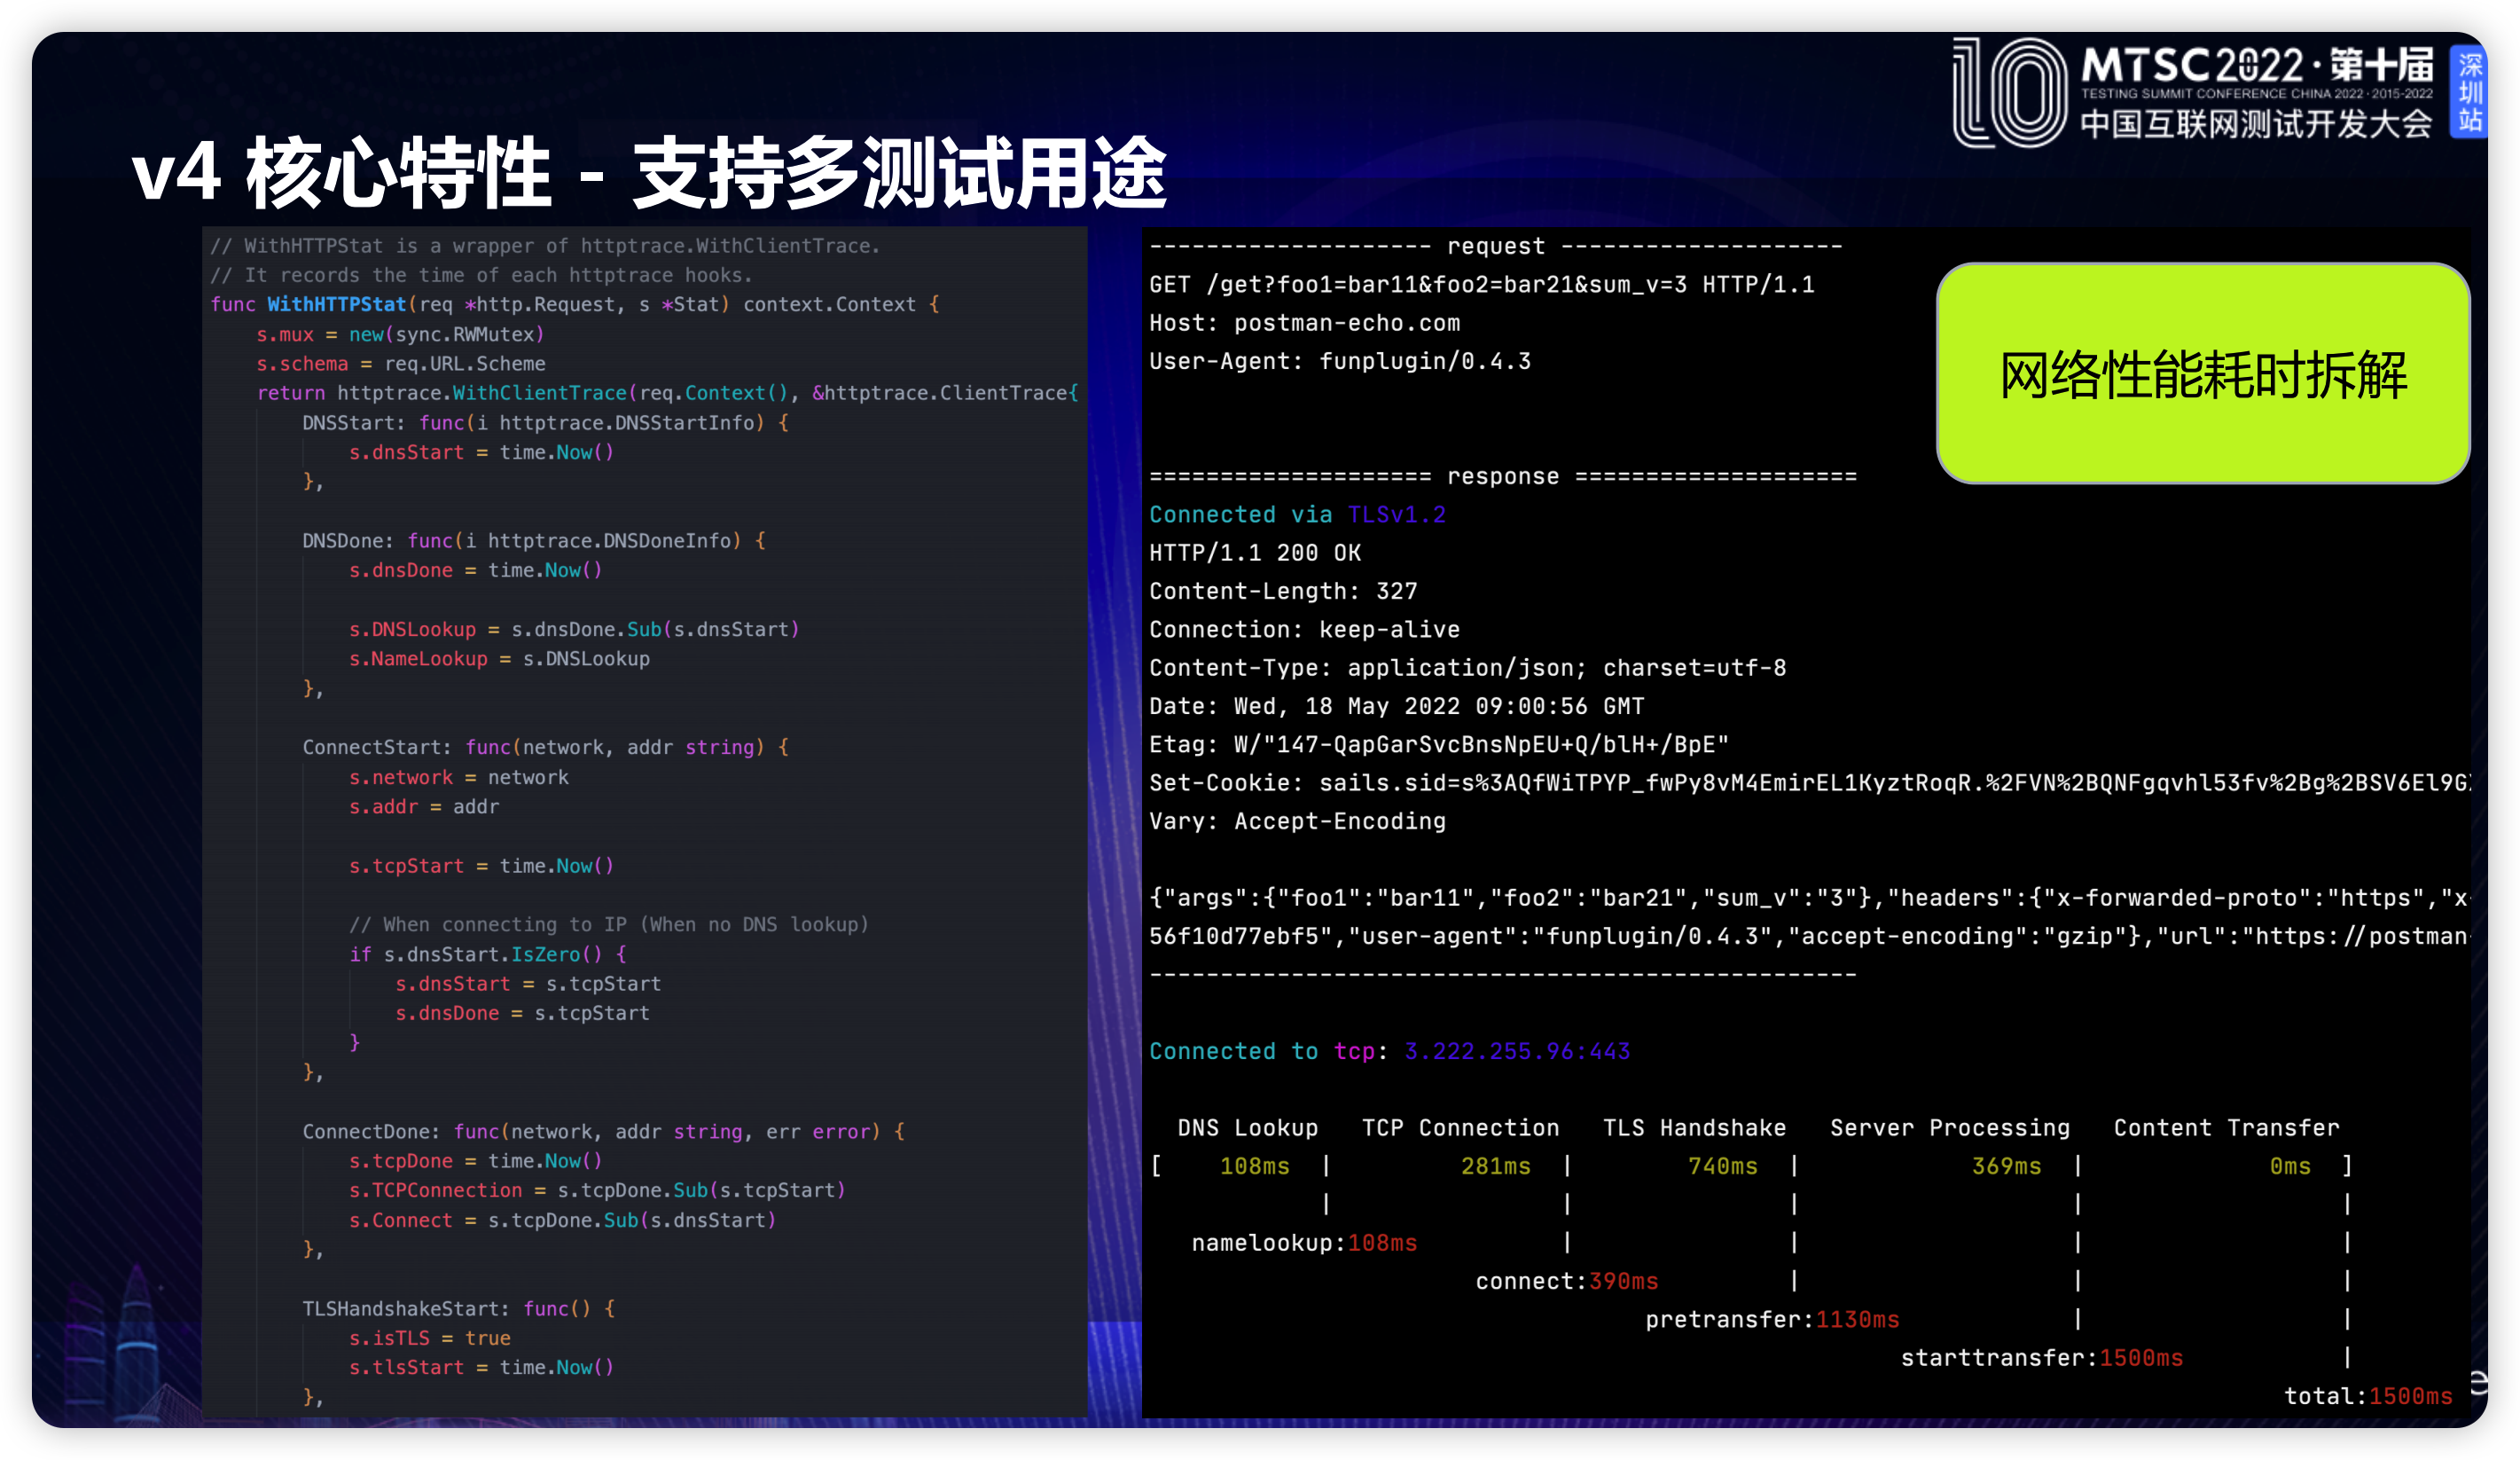 MTSC2022·第十届
TESTING SUMMIT CONFERENCE CHINA 2022·2015-2022
中国互联网测试开发大会
深圳站
v4 核心特性 - 支持多测试用途
// WithHTTPStat is a wrapper of httptrace.WithClientTrace.
// It records the time of each httptrace hooks.
func WithHTTPStat(req *http.Request, s *Stat) context.Context {
    s.mux = new(sync.RWMutex)
    s.schema = req.URL.Scheme
    return httptrace.WithClientTrace(req.Context(), &httptrace.ClientTrace{
        DNSStart: func(i httptrace.DNSStartInfo) {
            s.dnsStart = time.Now()
        },
        DNSDone: func(i httptrace.DNSDoneInfo) {
            s.dnsDone = time.Now()
            s.DNSLookup = s.dnsDone.Sub(s.dnsStart)
            s.NameLookup = s.DNSLookup
        },
        ConnectStart: func(network, addr string) {
            s.network = network
            s.addr = addr
            s.tcpStart = time.Now()
            // When connecting to IP (When no DNS lookup)
            if s.dnsStart.IsZero() {
                s.dnsStart = s.tcpStart
                s.dnsDone = s.tcpStart
            }
        },
        ConnectDone: func(network, addr string, err error) {
            s.tcpDone = time.Now()
            s.TCPConnection = s.tcpDone.Sub(s.tcpStart)
            s.Connect = s.tcpDone.Sub(s.dnsStart)
        },
        TLSHandshakeStart: func() {
            s.isTLS = true
            s.tlsStart = time.Now()
        },
-------------------- request --------------------
GET /get?foo1=bar11&foo2=bar21&sum_v=3 HTTP/1.1
Host: postman-echo.com
User-Agent: funplugin/0.4.3
网络性能耗时拆解
==================== response ====================
Connected via TLSv1.2
HTTP/1.1 200 OK
Content-Length: 327
Connection: keep-alive
Content-Type: application/json; charset=utf-8
Date: Wed, 18 May 2022 09:00:56 GMT
Etag: W/"147-QapGarSvcBnsNpEU+Q/blH+/BpE"
Set-Cookie: sails.sid=s%3AQfWiTPYP_fwPy8vM4EmirEL1KyztRoqR.%2FVN%2BQNFgqvhl53fv%2Bg%2BSV6El9G
Vary: Accept-Encoding
{"args":{"foo1":"bar11","foo2":"bar21","sum_v":"3"},"headers":{"x-forwarded-proto":"https","x-
56f10d77ebf5","user-agent":"funplugin/0.4.3","accept-encoding":"gzip"},"url":"https://postman-
--------------------------------------------------
Connected to tcp: 3.222.255.96:443
DNS Lookup   TCP Connection   TLS Handshake   Server Processing   Content Transfer
[    108ms  |         281ms  |        740ms  |            369ms  |             0ms  ]
            |                |               |                   |                  |
   namelookup:108ms          |               |                   |                  |
                       connect:390ms         |                   |                  |
                                   pretransfer:1130ms            |                  |
                                                     starttransfer:1500ms           |
                                                                                total:1500ms